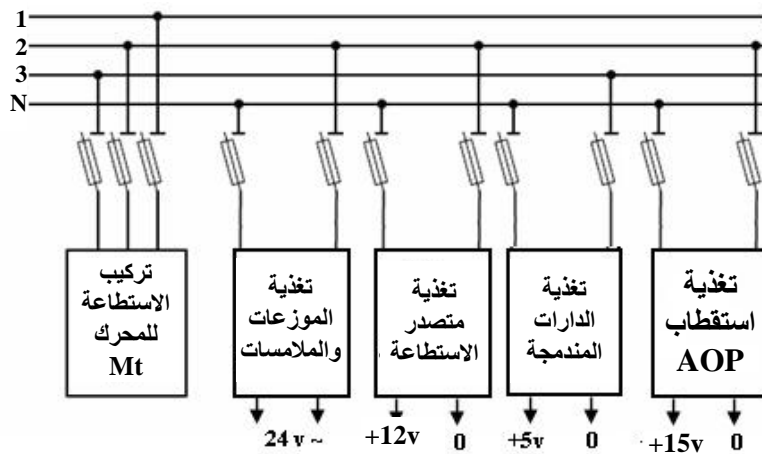 1
2
3
N
تركيب
الاستطاعة
للمحرك
Mt
تغذية
الموزعات
والملامسات
24 v ~
تغذية
متصدر
الاستطاعة
+12v 0
تغذية
الدارات
المندمجة
+5v 0
تغذية
استقطاب
AOP
+15v 0